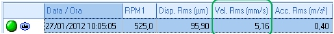 Data / Ora RPM1 Disp. Rms (µm) Vel. Rms (mm/s) Acc. Rms (m/s²)
27/01/2012 10:05:05 525,0 95,90 5,16 0,40